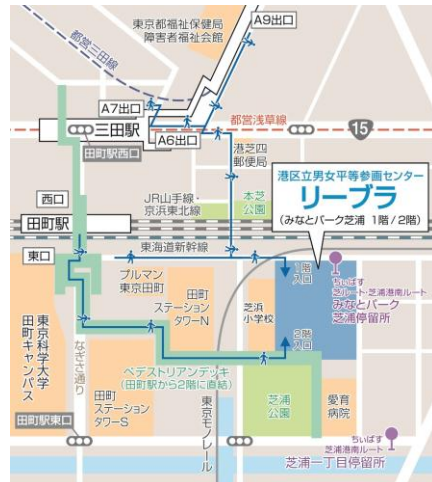 東京都福祉保健局
障害者福祉会館
A9出口
都営三田線
A7出口
三田駅
都営浅草線
15
田町駅西口
A6出口
港芝四
郵便局
港区立男女平等参画センター
リーブラ
(みなとパーク芝浦 1階/2階)
西口
JR山手線・
京浜東北線
本芝
公園
田町駅
東海道新幹線
東口
プルマン
東京田町
1階
入口
ちぃばす
芝ルート・芝浦港南ルート
みなとパーク
芝浦停留所
田町
ステーション
タワーN
芝浜
小学校
東京科学大学
田町キャンパス
なぎさ通り
2階
入口
ペデストリアンデッキ
(田町駅から2階に直結)
田町
ステーション
タワーS
東京モノレール
芝浦
公園
愛育
病院
田町駅東口
ちぃばす
芝浦港南ルート
芝浦一丁目停留所